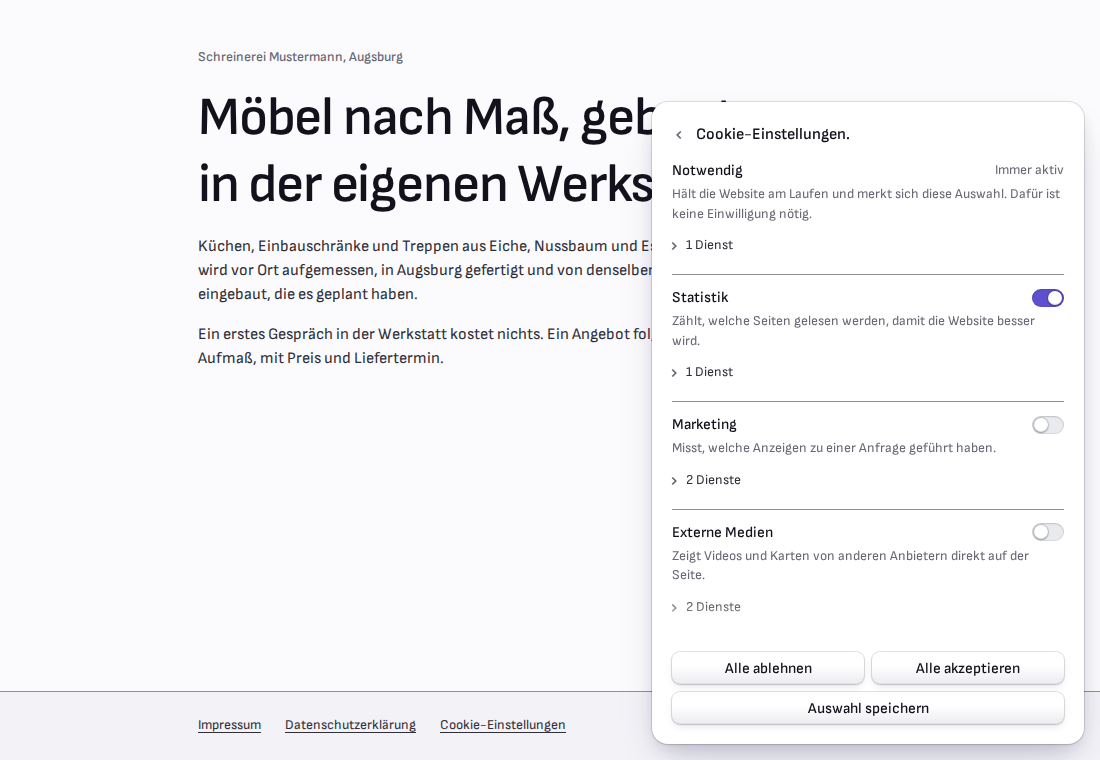 Schreinerei Mustermann, Augsburg
Möbel nach Maß, geb
in der eigenen Werks
Küchen, Einbauschränke und Treppen aus Eiche, Nussbaum und Es
wird vor Ort aufgemessen, in Augsburg gefertigt und von denselben
eingebaut, die es geplant haben.
Ein erstes Gespräch in der Werkstatt kostet nichts. Ein Angebot fol
Aufmaß, mit Preis und Liefertermin.
Cookie-Einstellungen.
Notwendig Immer aktiv
Hält die Website am Laufen und merkt sich diese Auswahl. Dafür ist
keine Einwilligung nötig.
1 Dienst
Statistik
Zählt, welche Seiten gelesen werden, damit die Website besser
wird.
1 Dienst
Marketing
Misst, welche Anzeigen zu einer Anfrage geführt haben.
2 Dienste
Externe Medien
Zeigt Videos und Karten von anderen Anbietern direkt auf der
Seite.
2 Dienste
Alle ablehnen Alle akzeptieren
Auswahl speichern
Impressum Datenschutzerklärung Cookie-Einstellungen